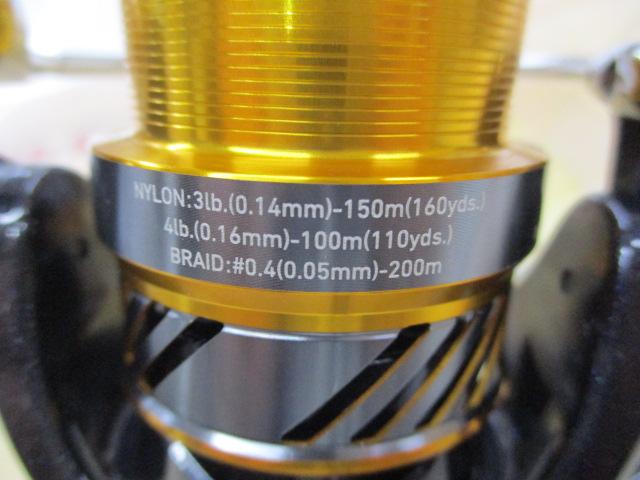 NYLON:3lb.(0.14mm)-150m(160yds.)
4lb.(0.16mm)-100m(110yds.)
BRAID:#0.4(0.05mm)-200m